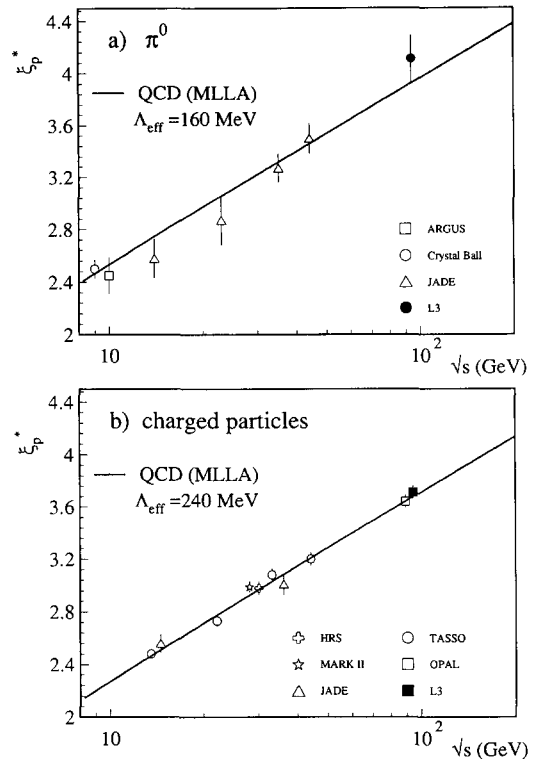 4.4
ξp*
a) π⁰
4
QCD (MLLA)
Λeff =160 MeV
3.6
3.2
2.8
ARGUS
Crystal Ball
2.4
JADE
L3
2
10
10²
√s (GeV)
4.4
ξp*
b) charged particles
4
QCD (MLLA)
Λeff =240 MeV
3.6
3.2
2.8
HRS
TASSO
2.4
MARK II
OPAL
JADE
L3
2
10
10²
√s (GeV)